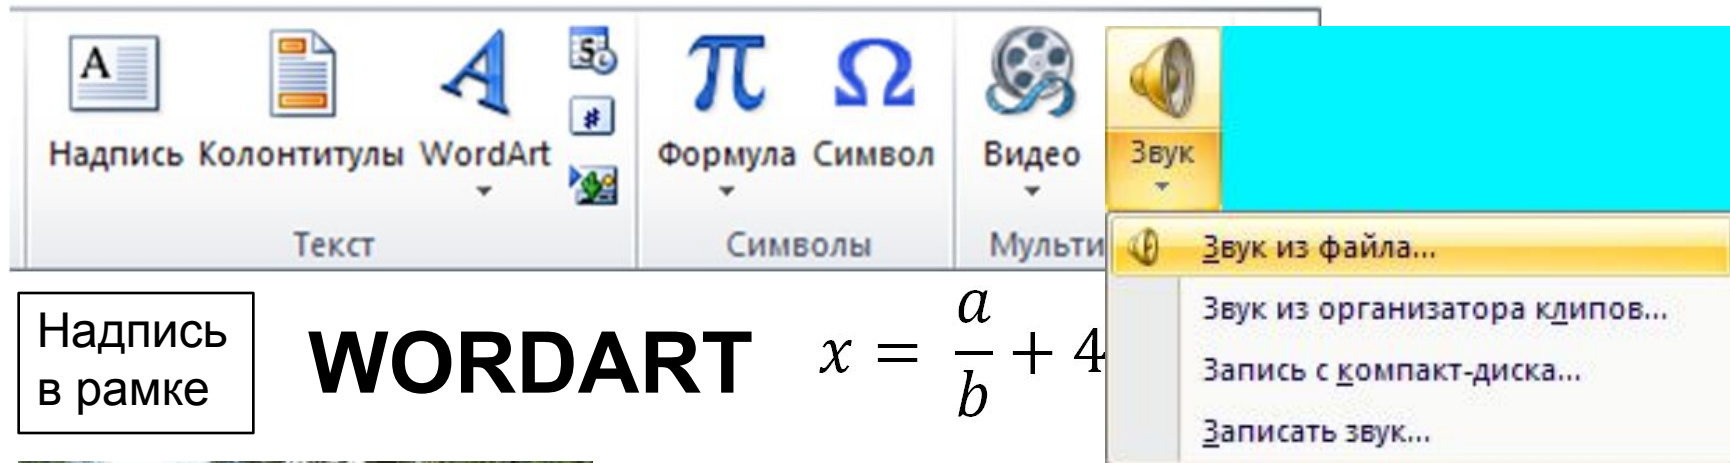 Надпись Колонтитулы WordArt Формула Символ Видео Звук
Текст Символы Мульти
Звук из файла...
Звук из организатора клипов...
Запись с компакт-диска...
Записать звук...
Надпись
в рамке
WORDART
x = a/b + 4